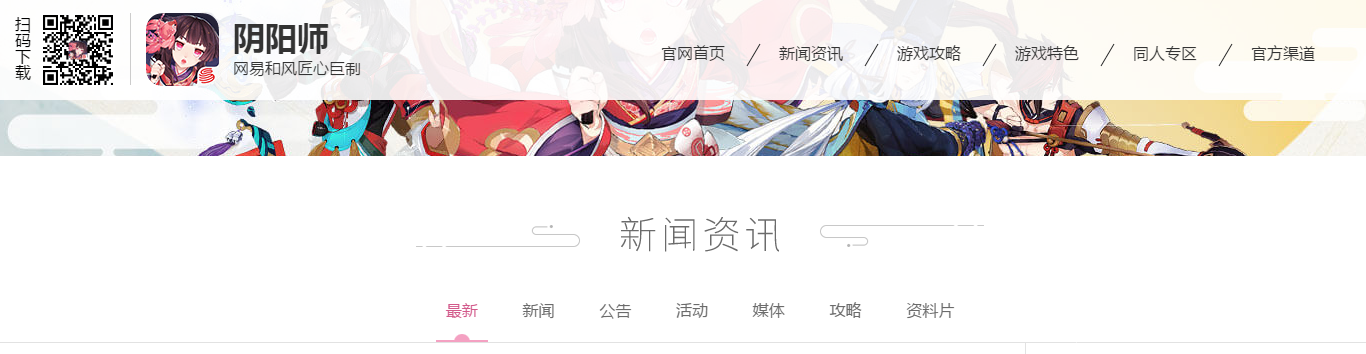 扫码下载
阴阳师
网易和风匠心巨制
官网首页 / 新闻资讯 / 游戏攻略 / 游戏特色 / 同人专区 / 官方渠道
新闻资讯
最新 新闻 公告 活动 媒体 攻略 资料片